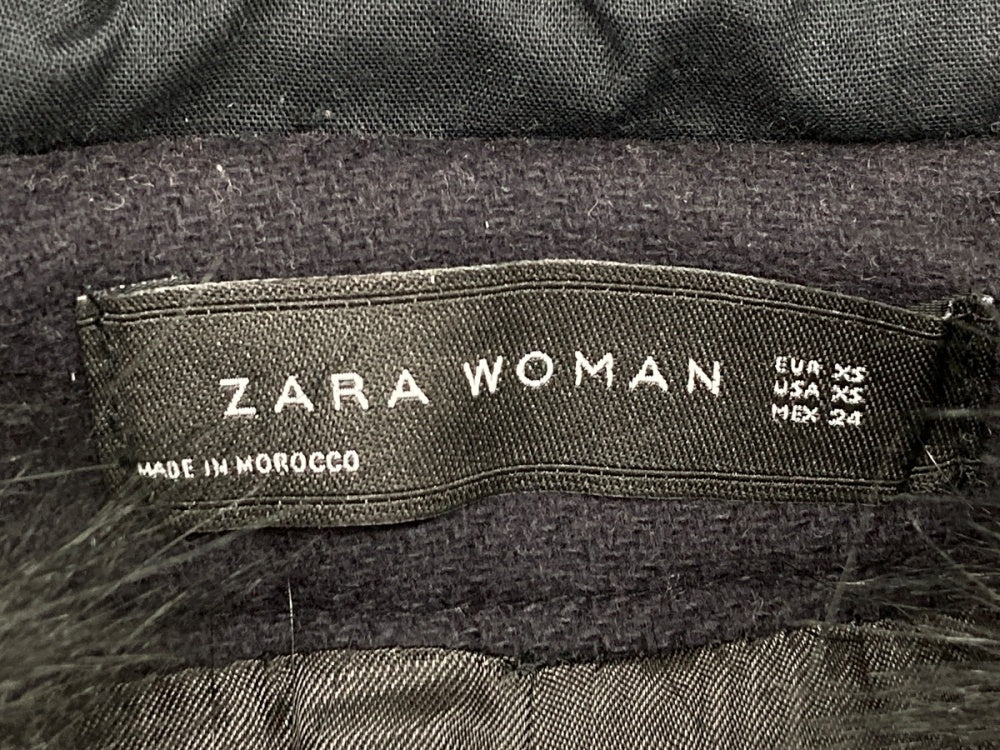 ZARA WOMAN
EUR XS
USA XS
MEX 24
MADE IN MOROCCO